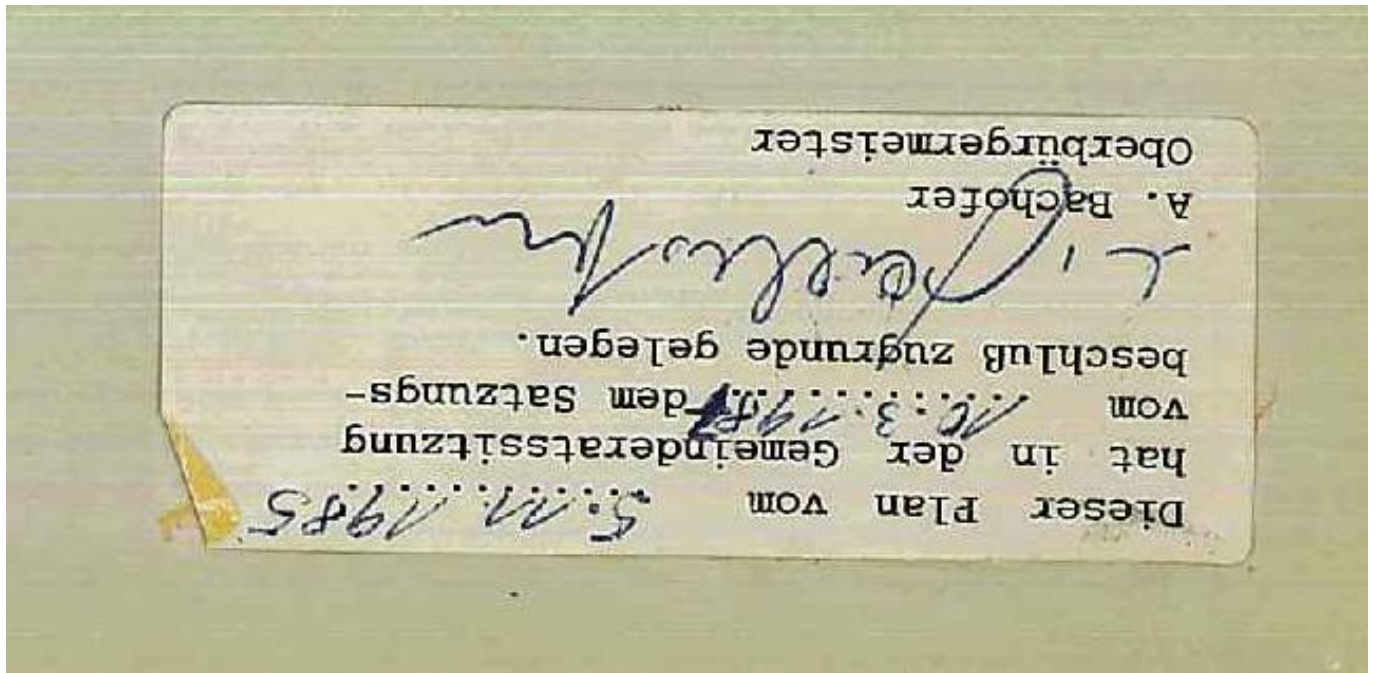 Dieser Plan vom 5.11.1985
hat in der Gemeinderatssitzung
vom 10.3.1987 dem Satzungs-
beschluß zugrunde gelegen.
A. Bachofer
Oberbürgermeister